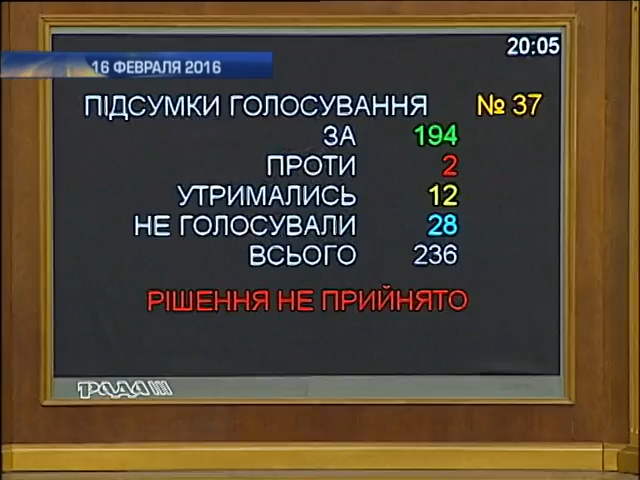 20:05
16 ФЕВРАЛЯ 2016
ПІДСУМКИ ГОЛОСУВАННЯ № 37
ЗА 194
ПРОТИ 2
УТРИМАЛИСЬ 12
НЕ ГОЛОСУВАЛИ 28
ВСЬОГО 236
РІШЕННЯ НЕ ПРИЙНЯТО
РАДА